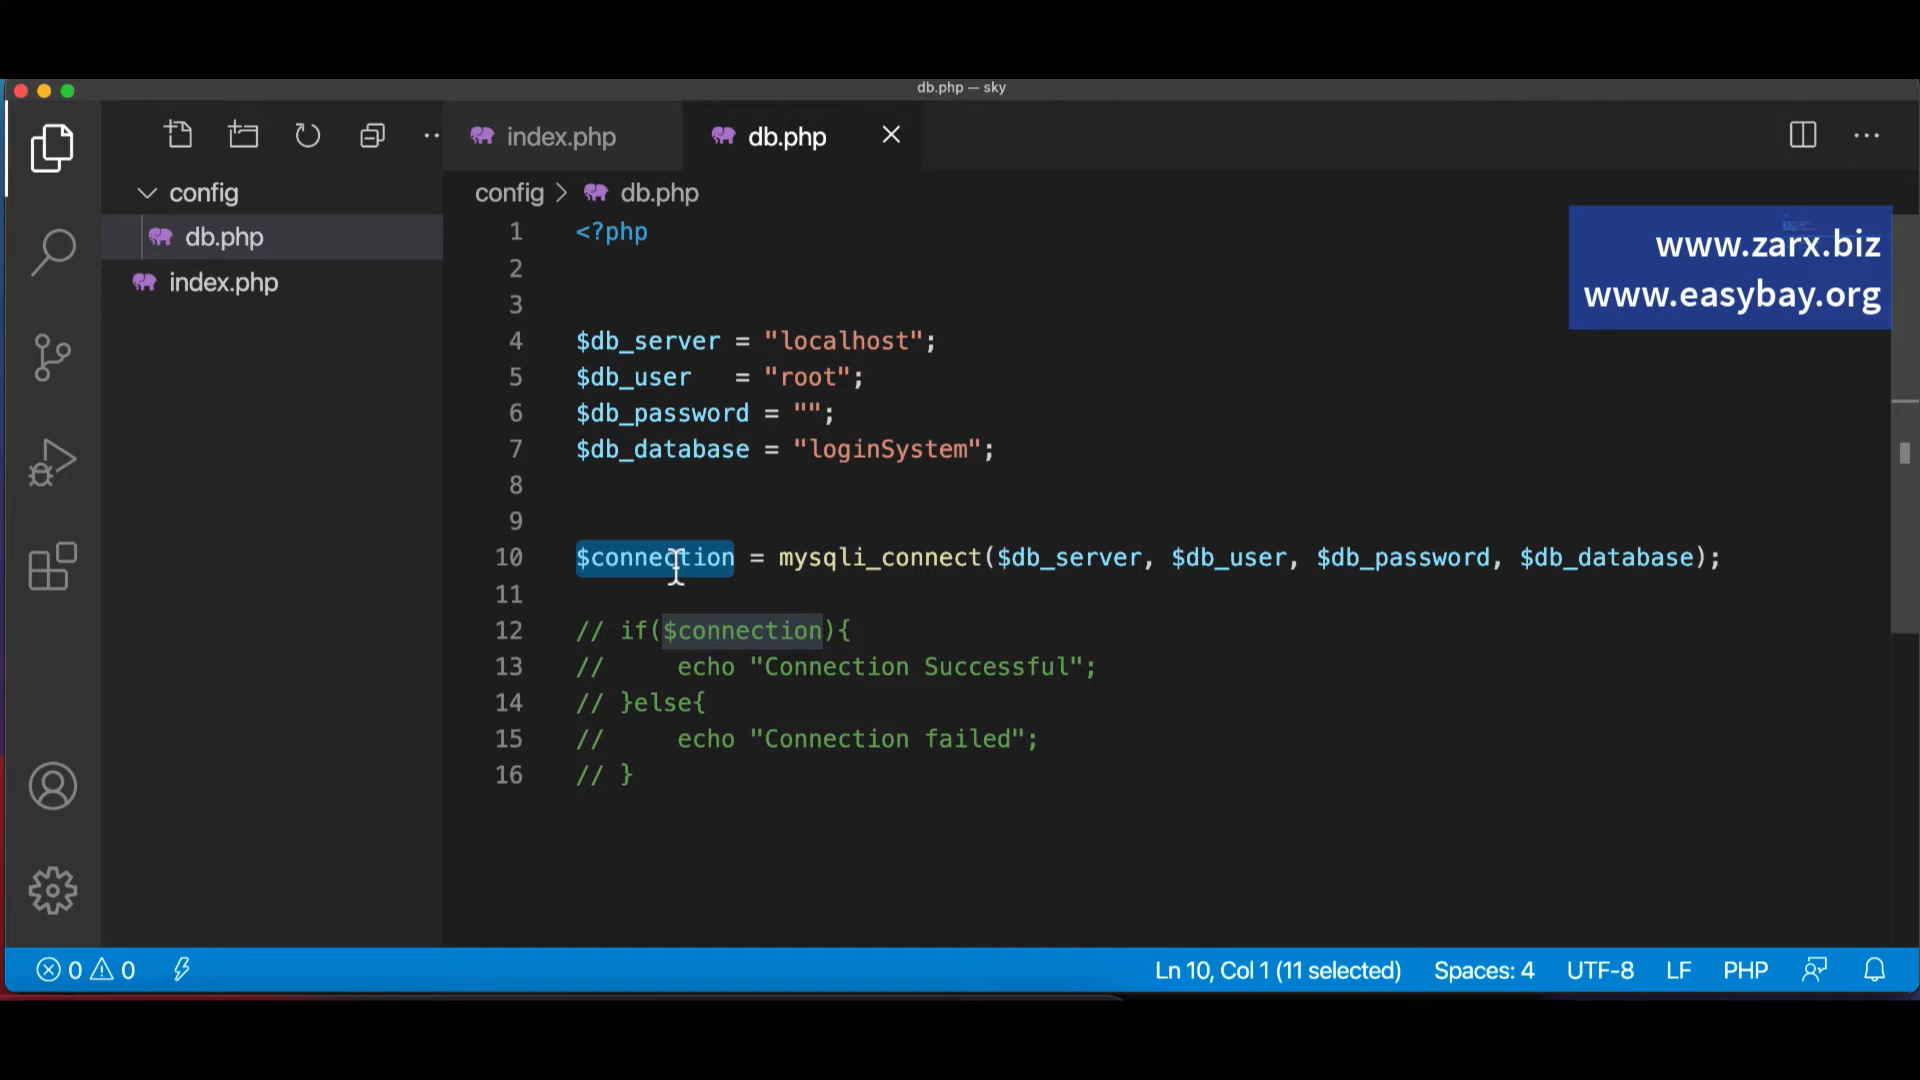 db.php — sky
index.php
db.php
config > db.php
config
db.php
index.php
www.zarx.biz
www.easybay.org
1 <?php
2
3
4 $db_server = "localhost";
5 $db_user   = "root";
6 $db_password = "";
7 $db_database = "loginSystem";
8
9
10 $connection = mysqli_connect($db_server, $db_user, $db_password, $db_database);
11
12 // if($connection){
13 //     echo "Connection Successful";
14 // }else{
15 //     echo "Connection failed";
16 // }
0 0
Ln 10, Col 1 (11 selected) Spaces: 4 UTF-8 LF PHP